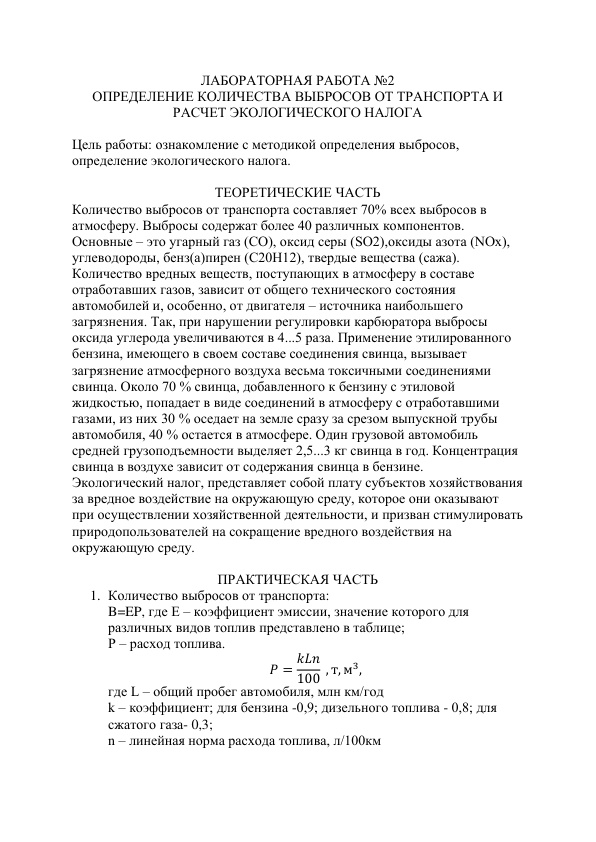 ЛАБОРАТОРНАЯ РАБОТА №2
ОПРЕДЕЛЕНИЕ КОЛИЧЕСТВА ВЫБРОСОВ ОТ ТРАНСПОРТА И
РАСЧЕТ ЭКОЛОГИЧЕСКОГО НАЛОГА
Цель работы: ознакомление с методикой определения выбросов,
определение экологического налога.
ТЕОРЕТИЧЕСКИЕ ЧАСТЬ
Количество выбросов от транспорта составляет 70% всех выбросов в
атмосферу. Выбросы содержат более 40 различных компонентов.
Основные – это угарный газ (CO), оксид серы (SO2),оксиды азота (NOx),
углеводороды, бенз(а)пирен (C20H12), твердые вещества (сажа).
Количество вредных веществ, поступающих в атмосферу в составе
отработавших газов, зависит от общего технического состояния
автомобилей и, особенно, от двигателя – источника наибольшего
загрязнения. Так, при нарушении регулировки карбюратора выбросы
оксида углерода увеличиваются в 4...5 раза. Применение этилированного
бензина, имеющего в своем составе соединения свинца, вызывает
загрязнение атмосферного воздуха весьма токсичными соединениями
свинца. Около 70 % свинца, добавленного к бензину с этиловой
жидкостью, попадает в виде соединений в атмосферу с отработавшими
газами, из них 30 % оседает на земле сразу за срезом выпускной трубы
автомобиля, 40 % остается в атмосфере. Один грузовой автомобиль
средней грузоподъемности выделяет 2,5...3 кг свинца в год. Концентрация
свинца в воздухе зависит от содержания свинца в бензине.
Экологический налог, представляет собой плату субъектов хозяйствования
за вредное воздействие на окружающую среду, которое они оказывают
при осуществлении хозяйственной деятельности, и призван стимулировать
природопользователей на сокращение вредного воздействия на
окружающую среду.
ПРАКТИЧЕСКАЯ ЧАСТЬ
1. Количество выбросов от транспорта:
B=EP, где E – коэффициент эмиссии, значение которого для
различных видов топлив представлено в таблице;
P – расход топлива.
𝑃 = 𝑘𝐿𝑛/100 , т, м³,
где L – общий пробег автомобиля, млн км/год
k – коэффициент; для бензина -0,9; дизельного топлива - 0,8; для
сжатого газа- 0,3;
n – линейная норма расхода топлива, л/100км